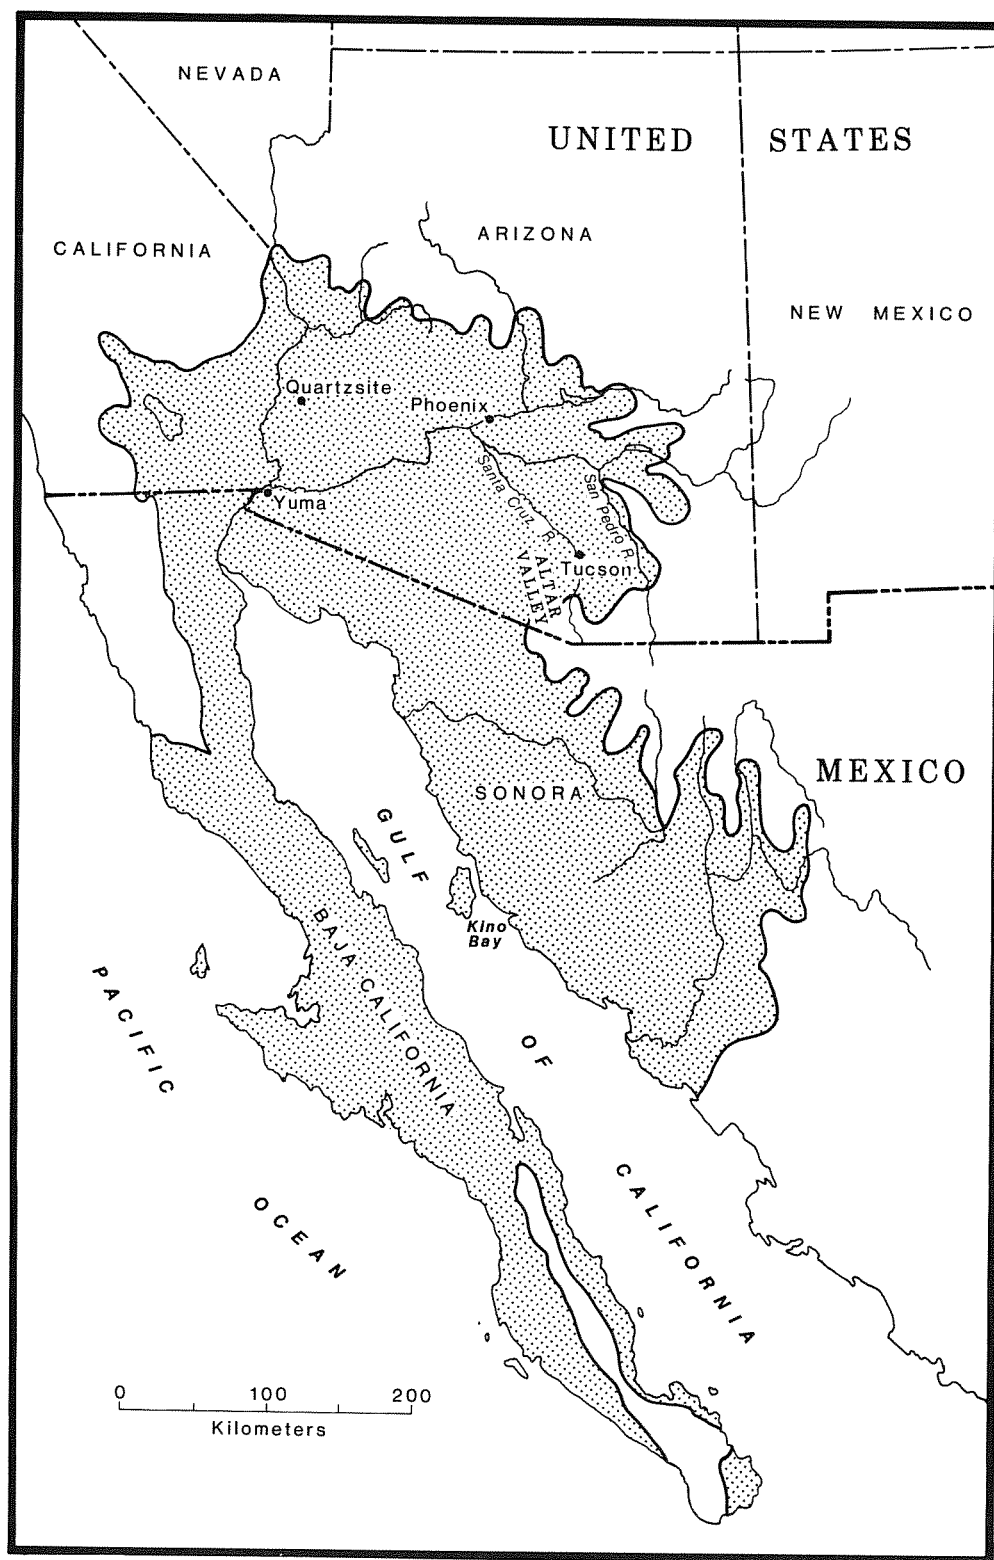 NEVADA
UNITED STATES
CALIFORNIA
ARIZONA
NEW MEXICO
Quartzsite
Phoenix
Santa Cruz R.
San Pedro R.
Yuma
Tucson
ALTAR
VALLEY
MEXICO
SONORA
GULF
Kino
Bay
BAJA CALIFORNIA
PACIFIC
OF
CALIFORNIA
OCEAN
0 100 200
Kilometers